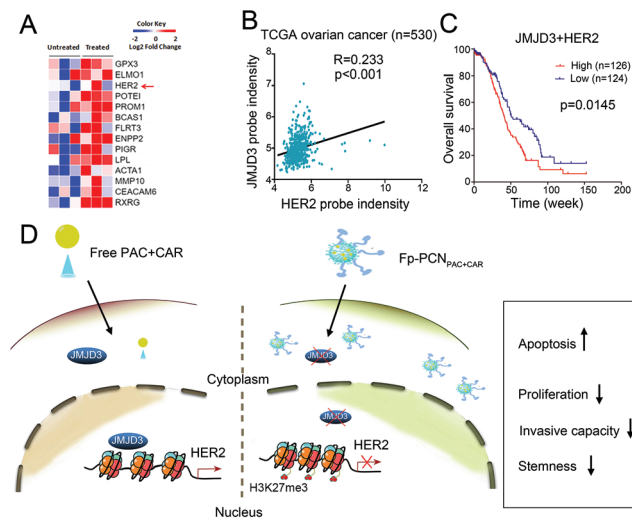 A
Color Key
-2 0 2
Log2 Fold Change
Untreated Treated
GPX3
ELMO1
HER2
POTEI
PROM1
BCAS1
FLRT3
ENPP2
PIGR
LPL
ACTA1
MMP10
CEACAM6
RXRG
B
TCGA ovarian cancer (n=530)
R=0.233
p<0.001
JMJD3 probe indensity
7
6
5
4
4 6 8 10
HER2 probe indensity
C
JMJD3+HER2
High (n=126)
Low (n=124)
p=0.0145
Overall survival
100
80
60
40
20
0
0 50 100 150 200
Time (week)
D
Free PAC+CAR
Fp-PCNPAC+CAR
JMJD3
JMJD3
Cytoplasm
JMJD3
JMJD3
HER2
HER2
H3K27me3
Nucleus
Apoptosis
Proliferation
Invasive capacity
Stemness